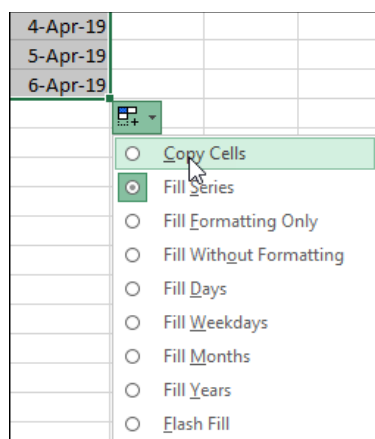 4-Apr-19
5-Apr-19
6-Apr-19
Copy Cells
Fill Series
Fill Formatting Only
Fill Without Formatting
Fill Days
Fill Weekdays
Fill Months
Fill Years
Flash Fill